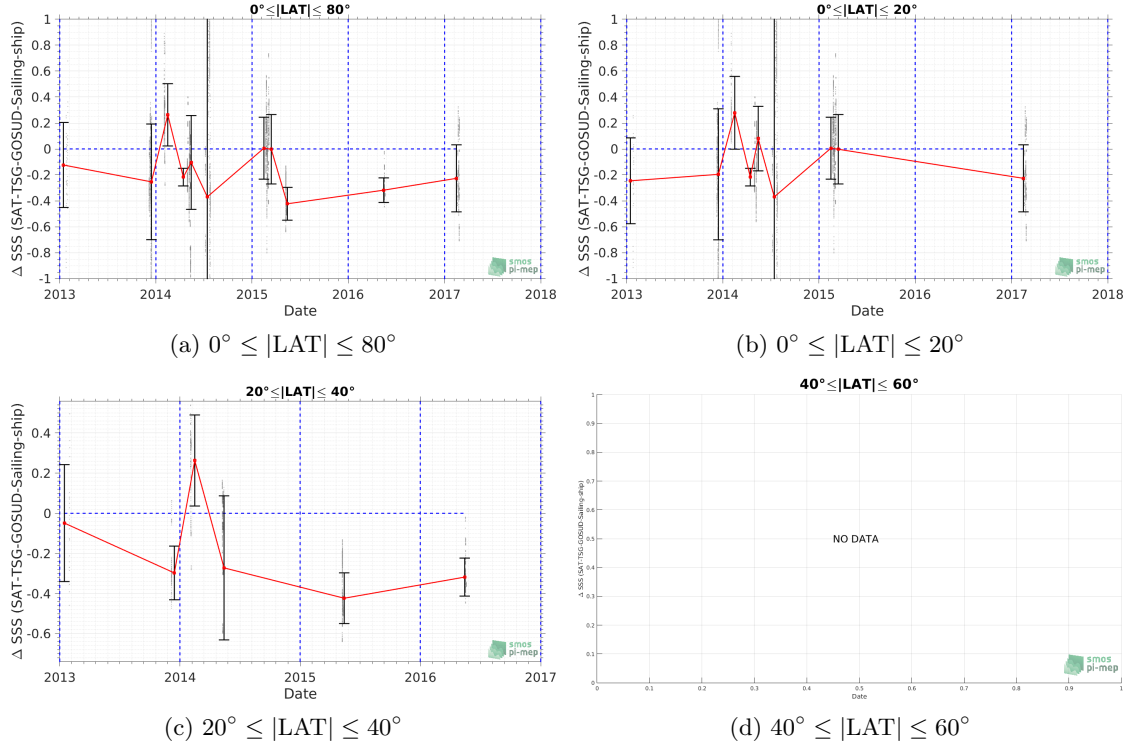 0°≤|LAT|≤ 80°
Δ SSS (SAT-TSG-GOSUD-Sailing-ship)
1
0.8
0.6
0.4
0.2
0
-0.2
-0.4
-0.6
-0.8
-1
2013 2014 2015 2016 2017 2018
Date
smos
pi-mep
(a) 0° ≤ |LAT| ≤ 80°
0°≤|LAT|≤ 20°
Δ SSS (SAT-TSG-GOSUD-Sailing-ship)
1
0.8
0.6
0.4
0.2
0
-0.2
-0.4
-0.6
-0.8
-1
2013 2014 2015 2016 2017 2018
Date
smos
pi-mep
(b) 0° ≤ |LAT| ≤ 20°
20°≤|LAT|≤ 40°
Δ SSS (SAT-TSG-GOSUD-Sailing-ship)
0.4
0.2
0
-0.2
-0.4
-0.6
2013 2014 2015 2016 2017
Date
smos
pi-mep
(c) 20° ≤ |LAT| ≤ 40°
40°≤|LAT|≤ 60°
Δ SSS (SAT-TSG-GOSUD-Sailing-ship)
1
0.9
0.8
0.7
0.6
0.5
0.4
0.3
0.2
0.1
0
NO DATA
0 0.1 0.2 0.3 0.4 0.5 0.6 0.7 0.8 0.9 1
Date
smos
pi-mep
(d) 40° ≤ |LAT| ≤ 60°